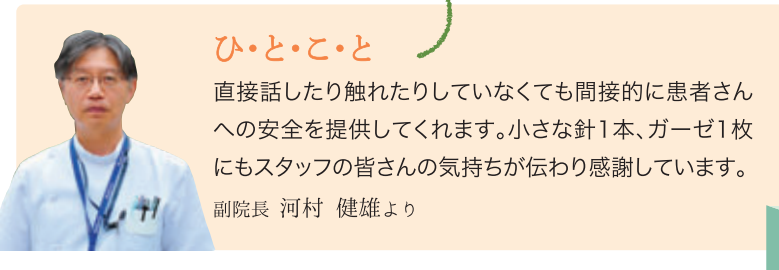 ひ・と・こ・と
直接話したり触れたりしていなくても間接的に患者さん
への安全を提供してくれます。小さな針1本、ガーゼ1枚
にもスタッフの皆さんの気持ちが伝わり感謝しています。
副院長 河村 健雄より